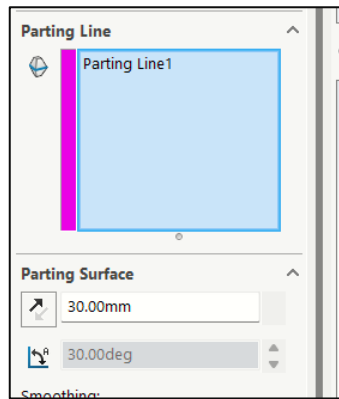 Parting Line
Parting Line1
Parting Surface
30.00mm
30.00deg
Smoothing: